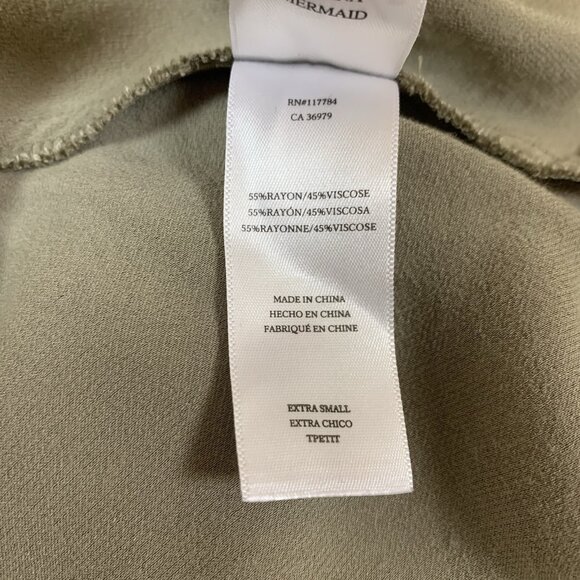 MERMAID
RN#117784
CA 36979
55%RAYON/45%VISCOSE
55%RAYÓN/45%VISCOSA
55%RAYONNE/45%VISCOSE
MADE IN CHINA
HECHO EN CHINA
FABRIQUÉ EN CHINE
EXTRA SMALL
EXTRA CHICO
TPETIT